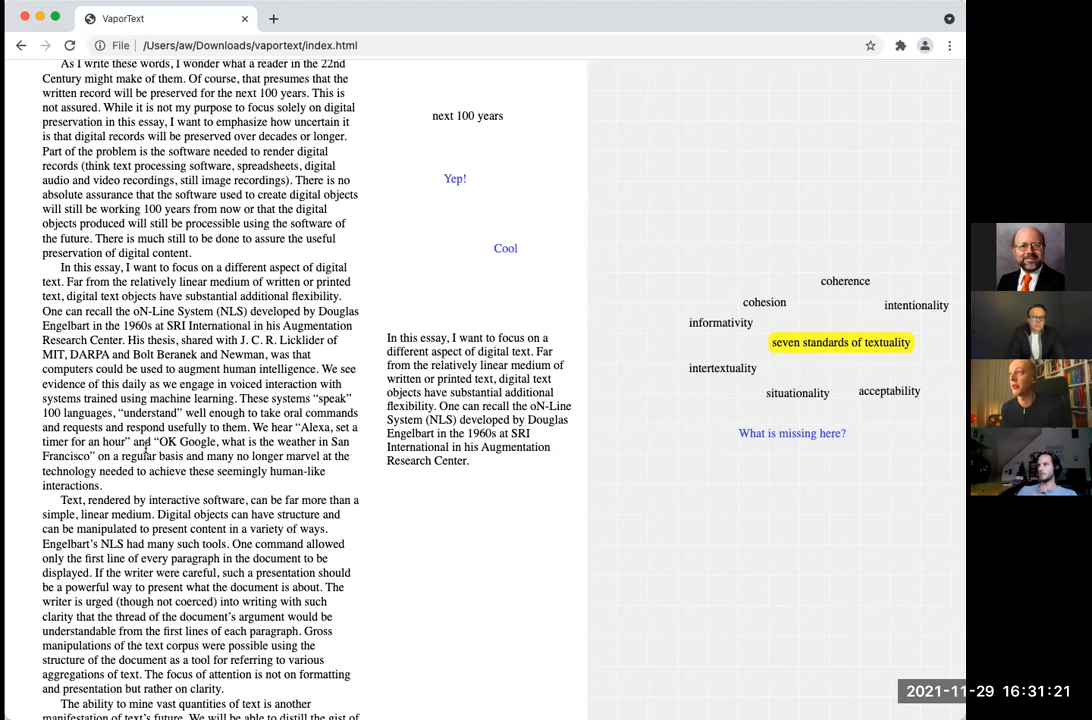 VaporText
File
/Users/aw/Downloads/vaportext/index.html
As I write these words, I wonder what a reader in the 22nd
Century might make of them. Of course, that presumes that the
written record will be preserved for the next 100 years. This is
not assured. While it is not my purpose to focus solely on digital
preservation in this essay, I want to emphasize how uncertain it
is that digital records will be preserved over decades or longer.
Part of the problem is the software needed to render digital
records (think text processing software, spreadsheets, digital
audio and video recordings, still image recordings). There is no
absolute assurance that the software used to create digital objects
will still be working 100 years from now or that the digital
objects produced will still be processible using the software of
the future. There is much still to be done to assure the useful
preservation of digital content.
In this essay, I want to focus on a different aspect of digital
text. Far from the relatively linear medium of written or printed
text, digital text objects have substantial additional flexibility.
One can recall the oN-Line System (NLS) developed by Douglas
Engelbart in the 1960s at SRI International in his Augmentation
Research Center. His thesis, shared with J. C. R. Licklider of
MIT, DARPA and Bolt Beranek and Newman, was that
computers could be used to augment human intelligence. We see
evidence of this daily as we engage in voiced interaction with
systems trained using machine learning. These systems “speak”
100 languages, “understand” well enough to take oral commands
and requests and respond usefully to them. We hear “Alexa, set a
timer for an hour” and “OK Google, what is the weather in San
Francisco” on a regular basis and many no longer marvel at the
technology needed to achieve these seemingly human-like
interactions.
Text, rendered by interactive software, can be far more than a
simple, linear medium. Digital objects can have structure and
can be manipulated to present content in a variety of ways.
Engelbart’s NLS had many such tools. One command allowed
only the first line of every paragraph in the document to be
displayed. If the writer were careful, such a presentation should
be a powerful way to present what the document is about. The
writer is urged (though not coerced) into writing with such
clarity that the thread of the document’s argument would be
understandable from the first lines of each paragraph. Gross
manipulations of the text corpus were possible using the
structure of the document as a tool for referring to various
aggregations of text. The focus of attention is not on formatting
and presentation but rather on clarity.
The ability to mine vast quantities of text is another
manifestation of text’s future. We will be able to distill the gist of
next 100 years
Yep!
Cool
In this essay, I want to focus on a
different aspect of digital text. Far
from the relatively linear medium of
written or printed text, digital text
objects have substantial additional
flexibility. One can recall the oN-Line
System (NLS) developed by Douglas
Engelbart in the 1960s at SRI
International in his Augmentation
Research Center.
coherence
cohesion
intentionality
informativity
seven standards of textuality
intertextuality
situationality
acceptability
What is missing here?
2021-11-29 16:31:21